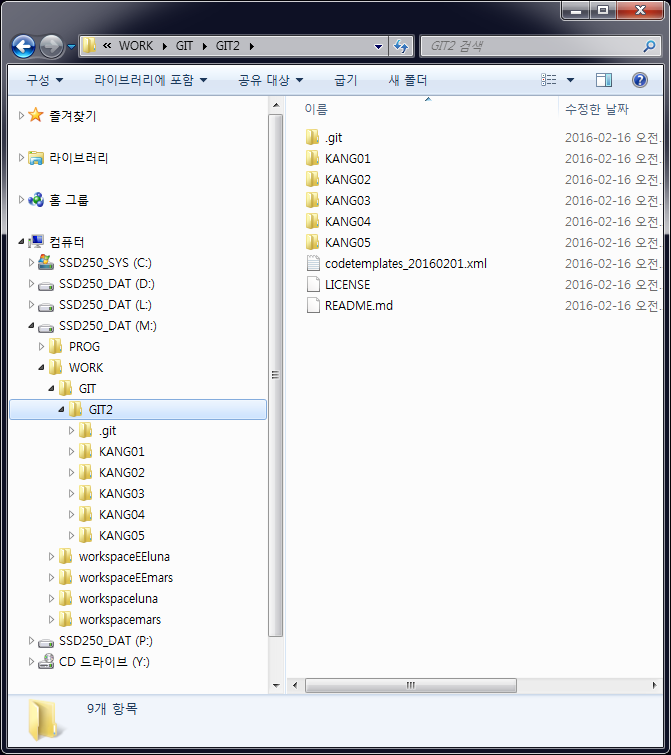 « WORK ▸ GIT ▸ GIT2 ▸
GIT2 검색
구성 라이브러리에 포함 공유 대상 굽기 새 폴더
즐겨찾기
라이브러리
홈 그룹
컴퓨터
SSD250_SYS (C:)
SSD250_DAT (D:)
SSD250_DAT (L:)
SSD250_DAT (M:)
PROG
WORK
GIT
GIT2
.git
KANG01
KANG02
KANG03
KANG04
KANG05
workspaceEEluna
workspaceEEmars
workspaceluna
workspacemars
SSD250_DAT (P:)
CD 드라이브 (Y:)
이름 수정한 날짜
.git 2016-02-16 오전
KANG01 2016-02-16 오전
KANG02 2016-02-16 오전
KANG03 2016-02-16 오전
KANG04 2016-02-16 오전
KANG05 2016-02-16 오전
codetemplates_20160201.xml 2016-02-16 오전
LICENSE 2016-02-16 오전
README.md 2016-02-16 오전
9개 항목